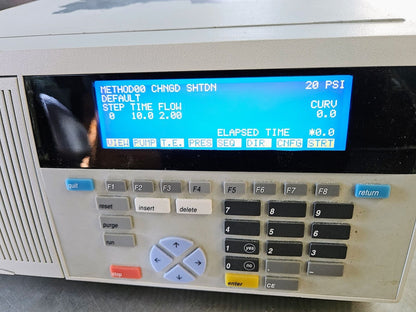 METHOD00 CHNGD SHTDN 20 PSI
DEFAULT
STEP TIME FLOW CURV
0 10.0 2.00 0.0
ELAPSED TIME *0.0
VIEW PUMP T.E. PRES SEQ DIR CNFG STRT
quit F1 F2 F3 F4 F5 F6 F7 F8 return
reset insert delete 7 8 9
purge 4 5 6
run 1 yes 2 3
stop 0 no . -
enter CE